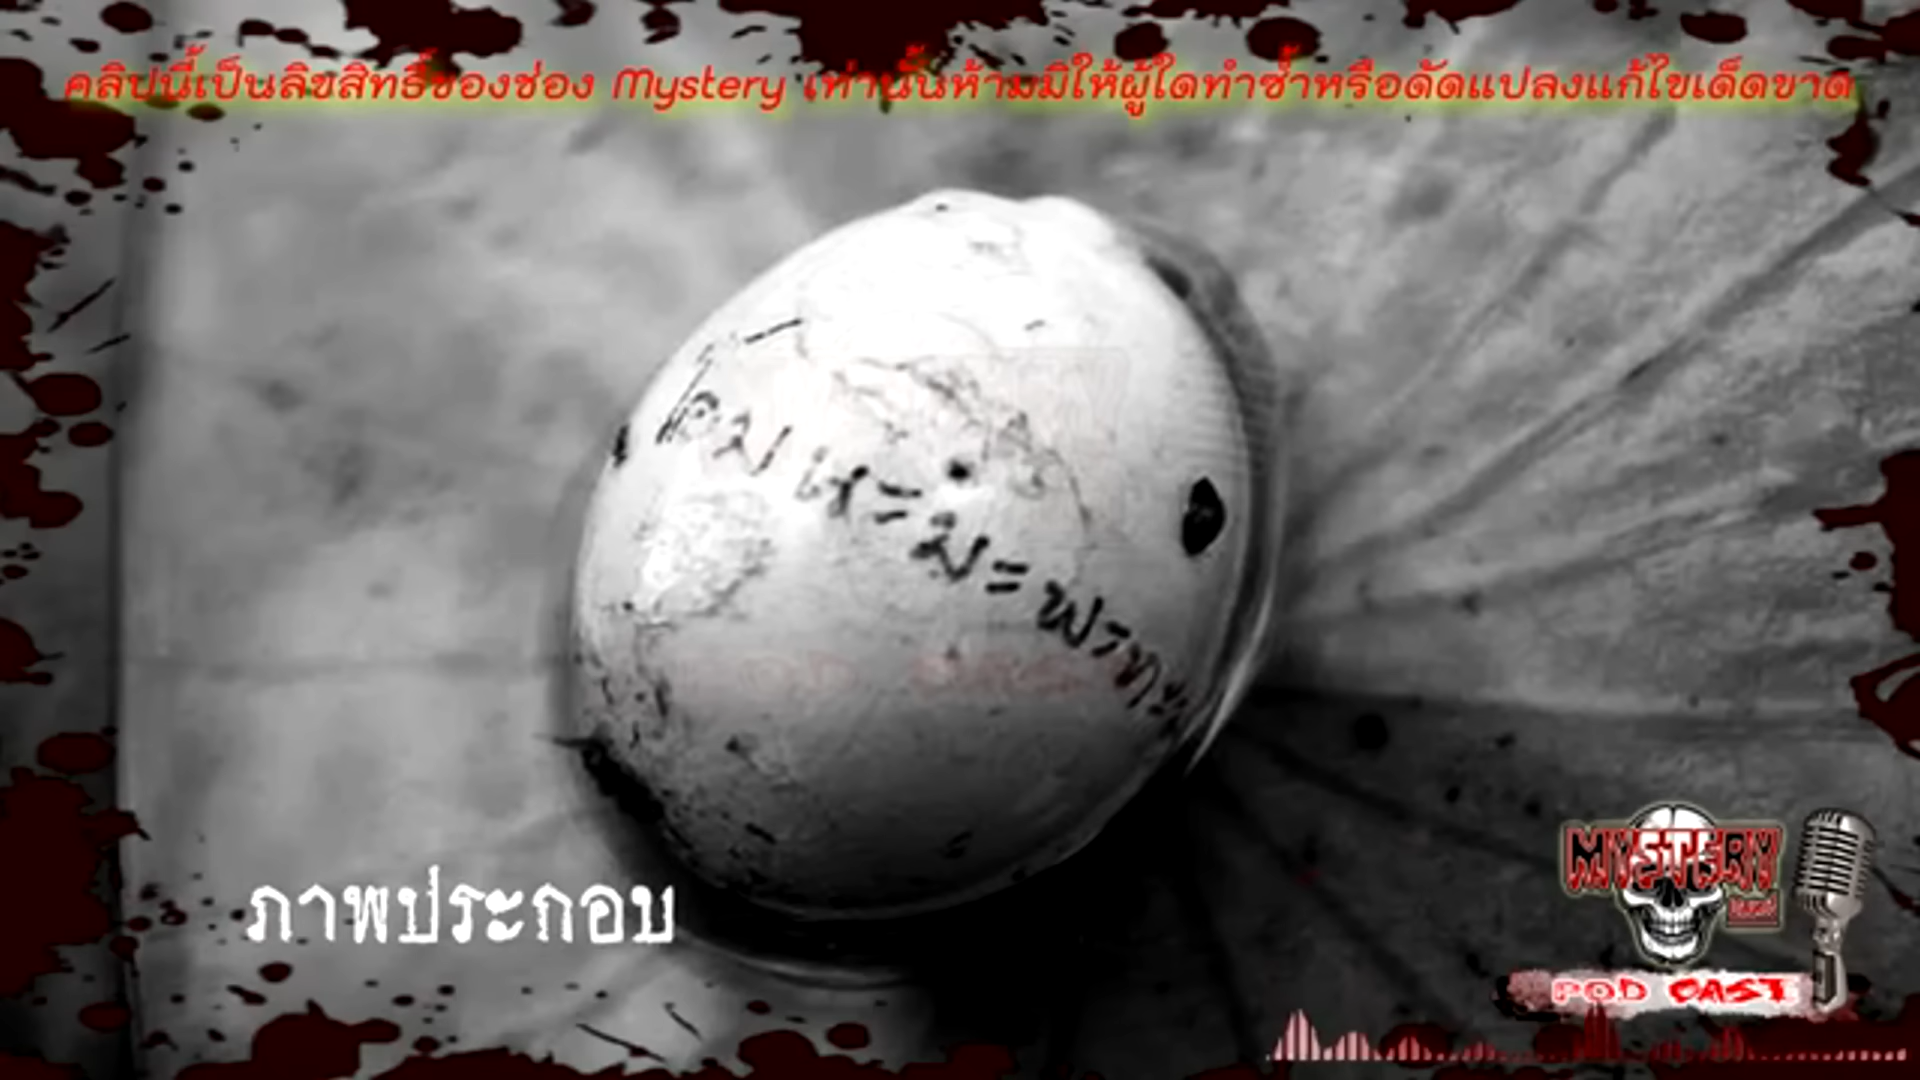 คลิปนี้เป็นลิขสิทธิ์ของช่อง Mystery เท่านั้นห้ามมิให้ผู้ใดทำซ้ำหรือดัดแปลงแก้ไขเด็ดขาด
ภาพประกอบ
MYSTERY
POD CAST